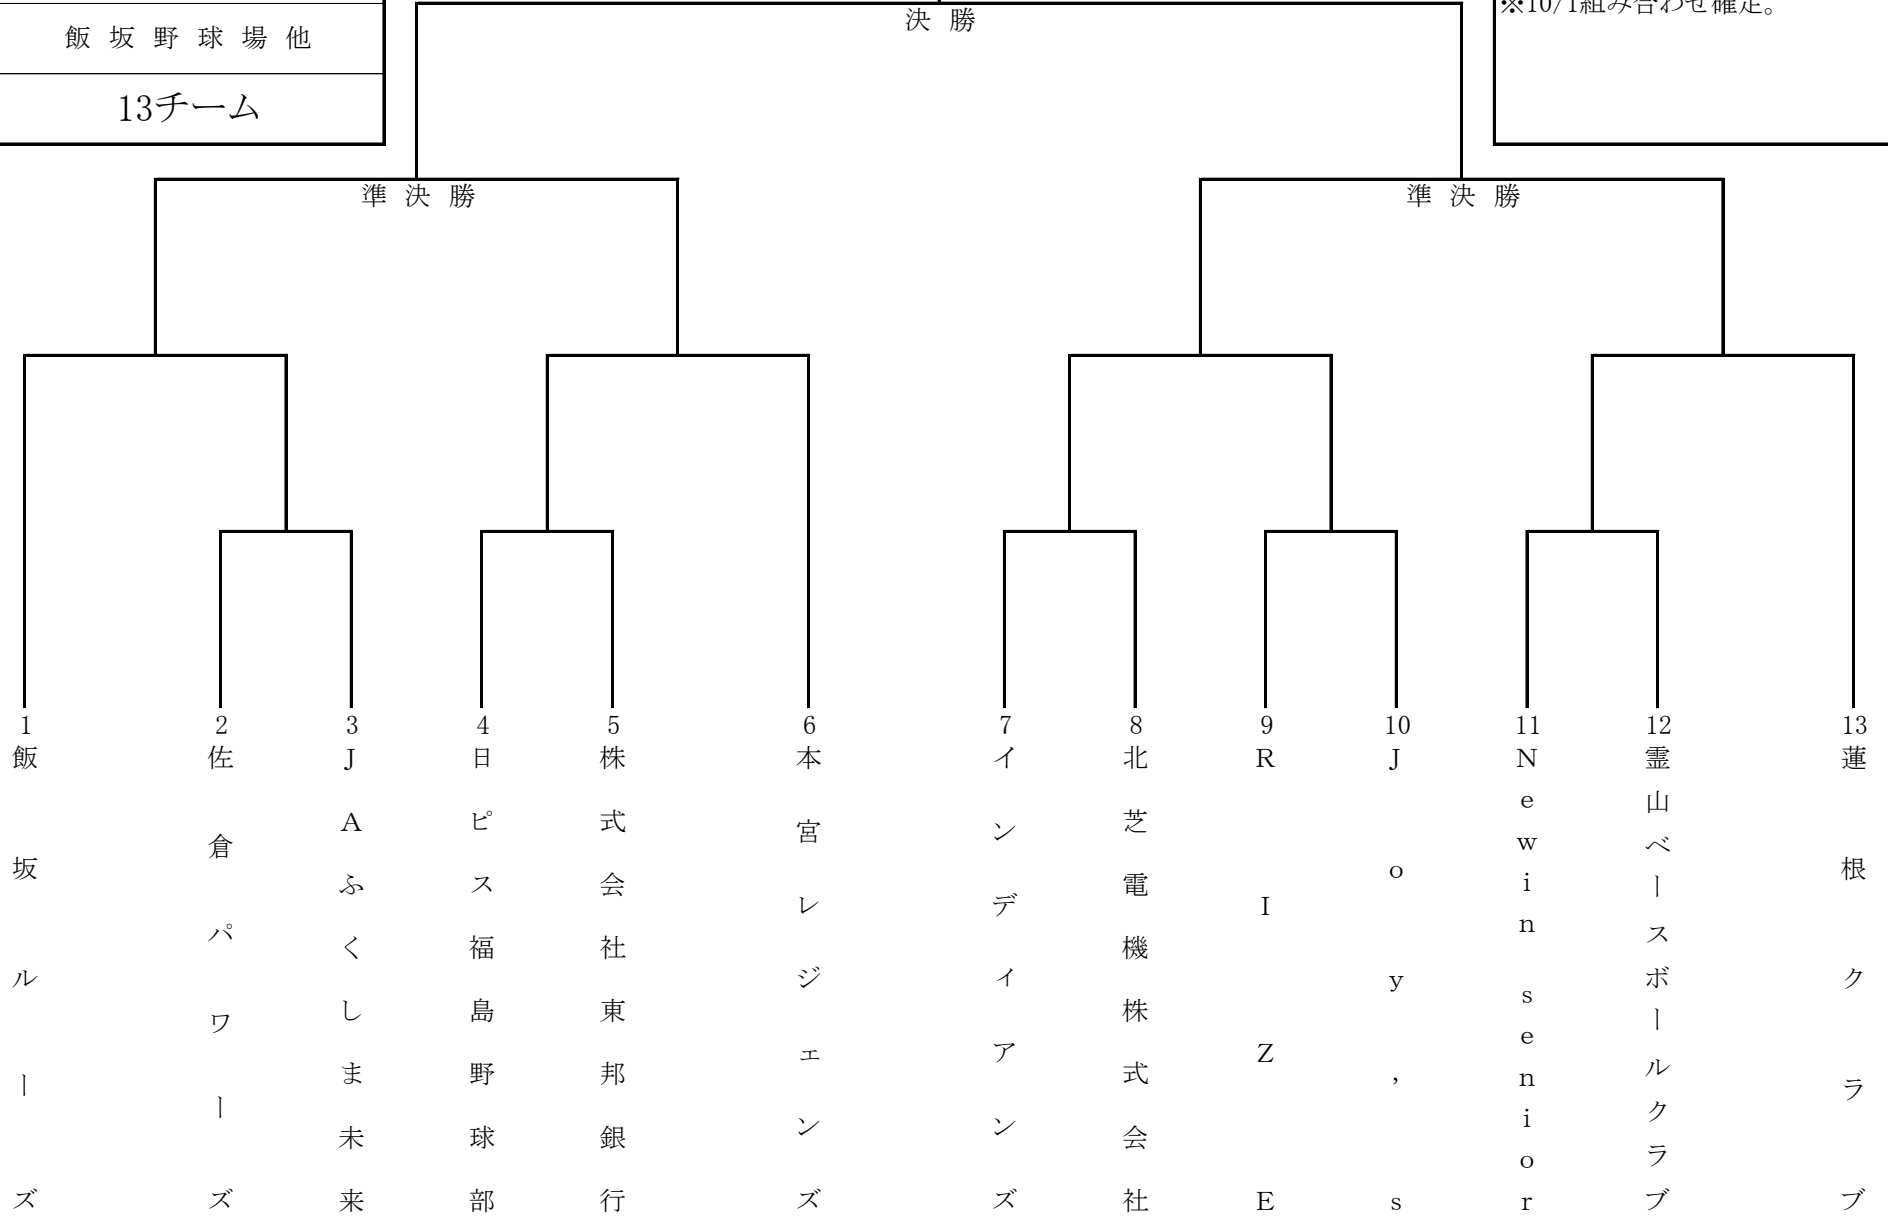 ※10/1組み合わせ確定。
決勝
飯坂野球場他
13チーム
準決勝
準決勝
1
飯坂ルーズ
2
佐倉パワーズ
3
JAふくしま未来
4
日ピス福島野球部
5
株式会社東邦銀行
6
本宮レジェンズ
7
インディイアンズ
8
北芝電機株式会社
9
RIZE
10
Joy,s
11
Newin senior
12
霊山ベースボールクラブ
13
蓮根クラブ